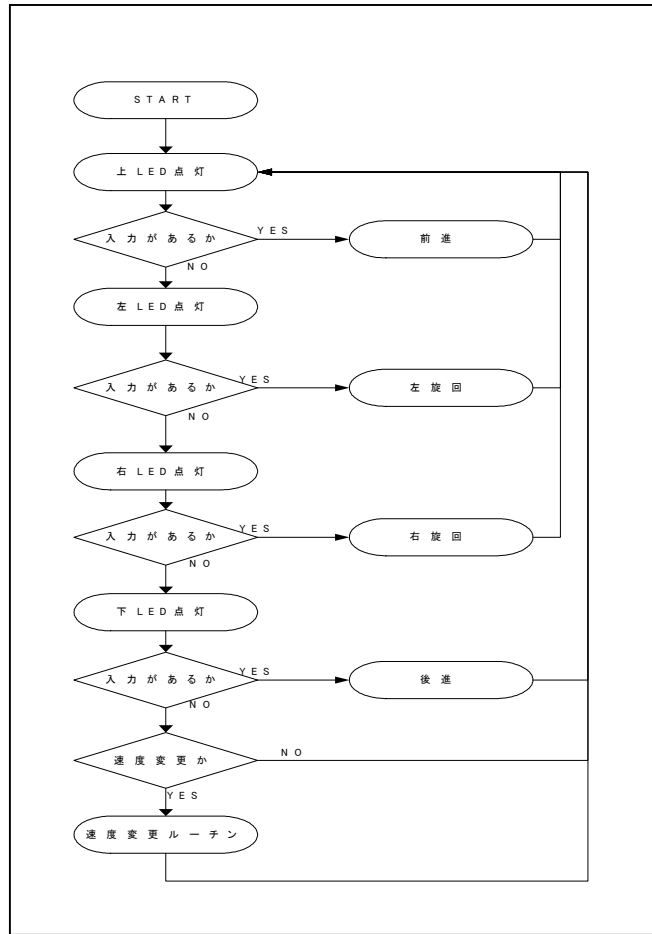 START
上LED点灯
入力があるか
YES
前進
NO
左LED点灯
入力があるか
YES
左旋回
NO
右LED点灯
入力があるか
YES
右旋回
NO
下LED点灯
入力があるか
YES
後進
NO
速度変更か
NO
YES
速度変更ルーチン